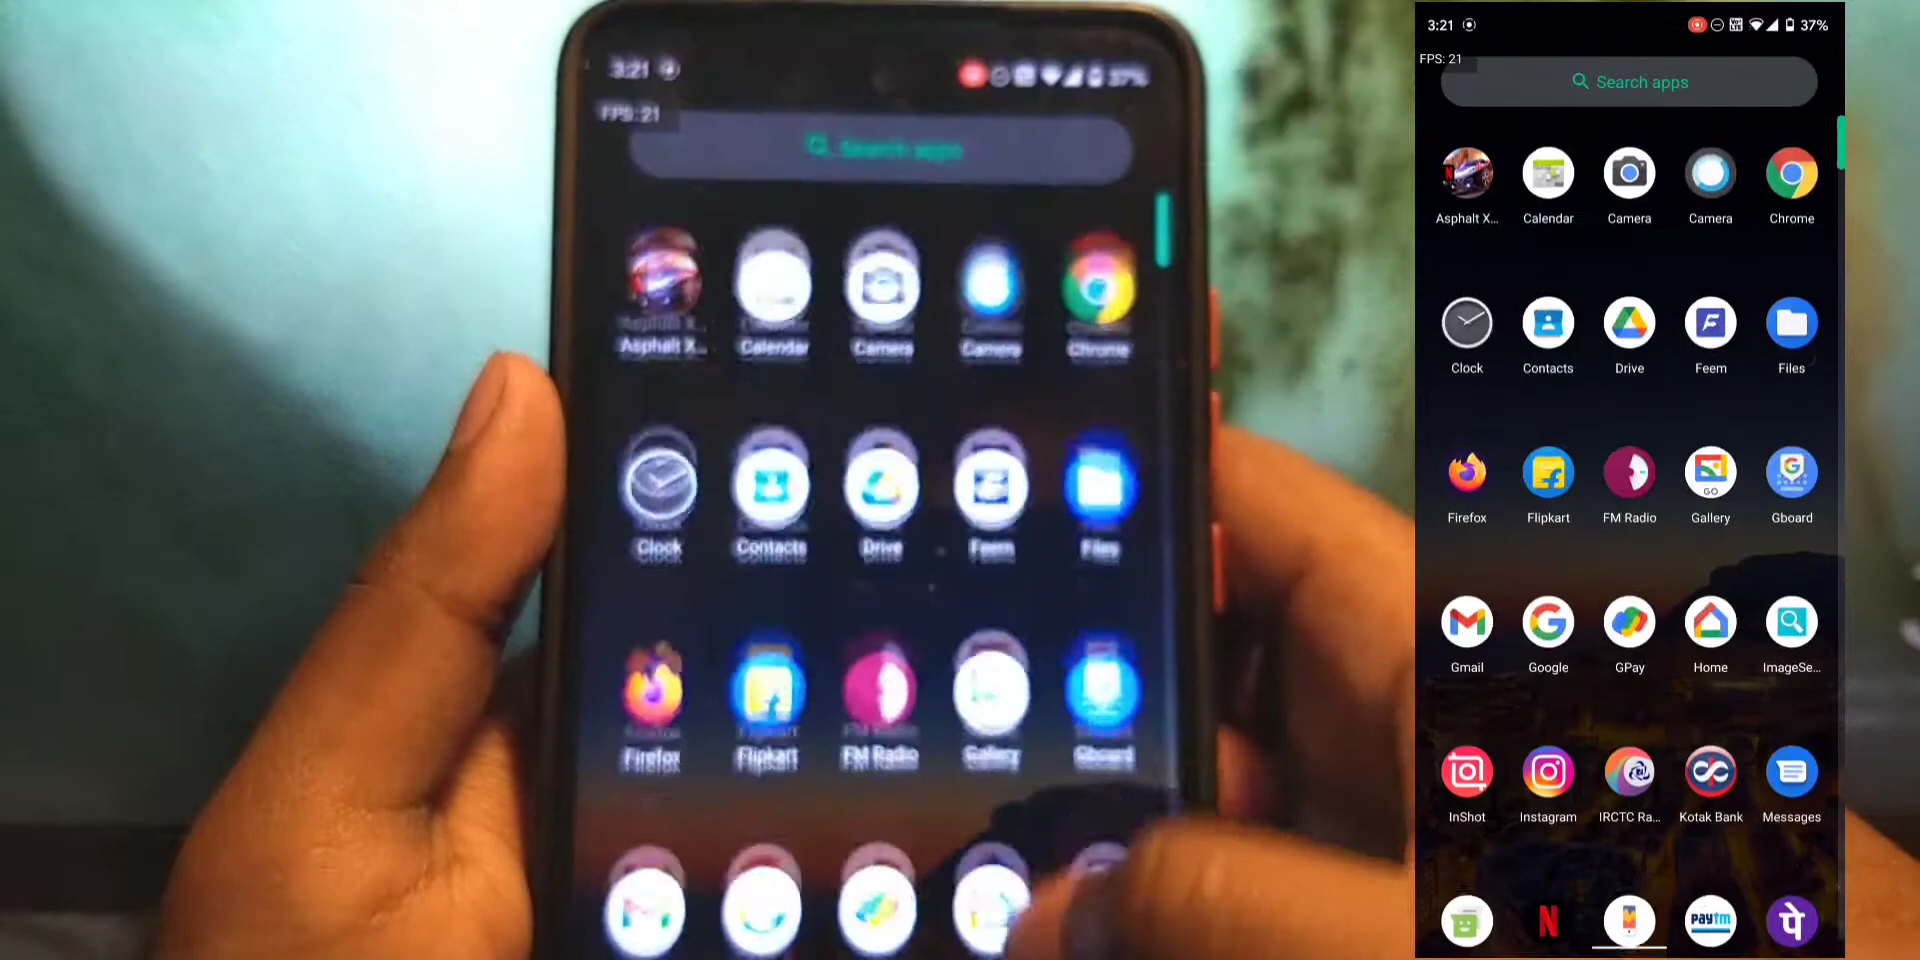 3:21
37%
FPS: 21
Search apps
Asphalt X...
Calendar
Camera
Camera
Chrome
Clock
Contacts
Drive
Feem
Files
Firefox
Flipkart
FM Radio
Gallery
Gboard
3:21
37%
FPS: 21
Search apps
Asphalt X...
Calendar
Camera
Camera
Chrome
Clock
Contacts
Drive
Feem
Files
GO
Firefox
Flipkart
FM Radio
Gallery
Gboard
Gmail
Google
GPay
Home
ImageSe...
InShot
Instagram
IRCTC Ra...
Kotak Bank
Messages
N
paytm
पे